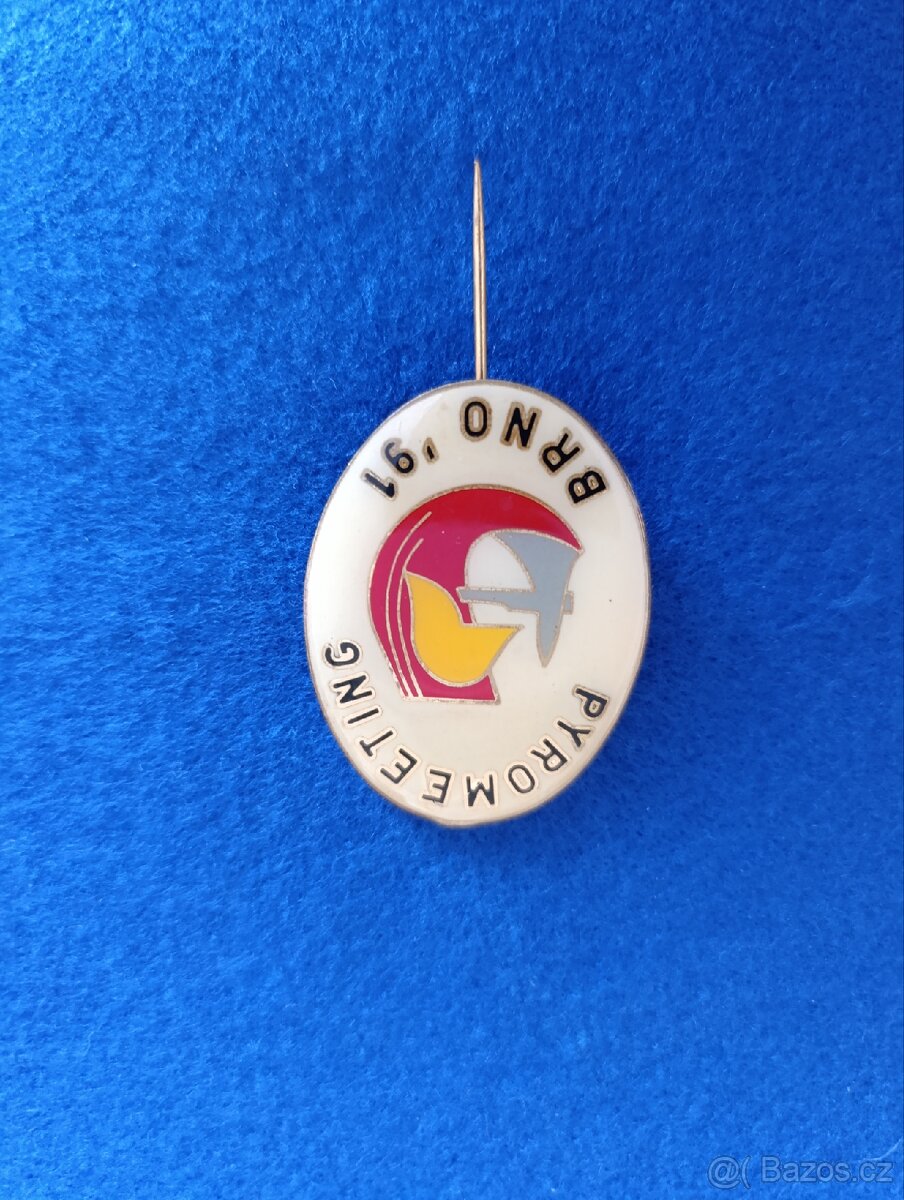 PYROMEETING
BRNO '91
@( Bazos.cz